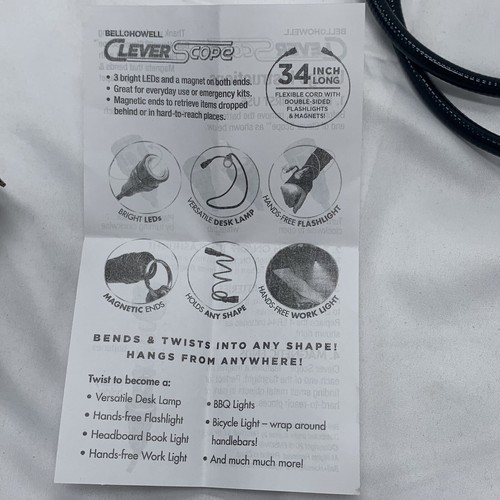 BELL+HOWELL
CLEVER SCOPE
• 3 bright LEDs and a magnet on both ends.
• Great for everyday use or emergency kits.
• Magnetic ends to retrieve items dropped
behind or in hard-to-reach places.
34 INCH
LONG
FLEXIBLE CORD WITH
DOUBLE-SIDED
FLASHLIGHTS
& MAGNETS!
BRIGHT LEDs
VERSATILE DESK LAMP
HANDS-FREE FLASHLIGHT
MAGNETIC ENDS
HOLDS ANY SHAPE
HANDS-FREE WORK LIGHT
BENDS & TWISTS INTO ANY SHAPE!
HANGS FROM ANYWHERE!
Twist to become a:
• Versatile Desk Lamp
• Hands-free Flashlight
• Headboard Book Light
• Hands-free Work Light
• BBQ Lights
• Bicycle Light – wrap around
handlebars!
• And much much more!